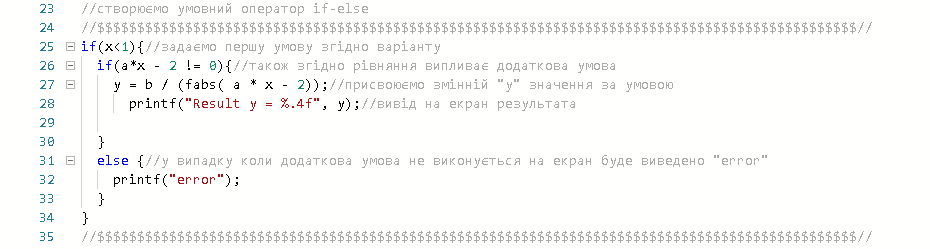 23 //створюємо умовний оператор if-else
24 //$$$$$$$$$$$$$$$$$$$$$$$$$$$$$$$$$$$$$$$$$$$$$$$$$$$$$$$$$$$$$$$$$$$$$$$$$$$$$$$$$$$$$$$$$$$$$$$//
25 if(x<1){//задаємо першу умову згідно варіанту
26 if(a*x - 2 != 0){//також згідно рівняння випливає додаткова умова
27 y = b / (fabs( a * x - 2));//присвоюємо змінній "y" значення за умовою
28 printf("Result y = %.4f", y);//вивід на екран результата
29
30 }
31 else {//у випадку коли додаткова умова не виконується на екран буде виведено "error"
32 printf("error");
33 }
34 }
35 //$$$$$$$$$$$$$$$$$$$$$$$$$$$$$$$$$$$$$$$$$$$$$$$$$$$$$$$$$$$$$$$$$$$$$$$$$$$$$$$$$$$$$$$$$$$$$$$//